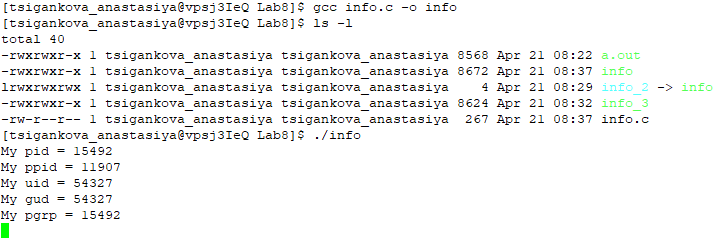 [tsigankova_anastasiya@vpsj3IeQ Lab8]$ gcc info.c -o info
[tsigankova_anastasiya@vpsj3IeQ Lab8]$ ls -l
total 40
-rwxrwxr-x 1 tsigankova_anastasiya tsigankova_anastasiya 8568 Apr 21 08:22 a.out
-rwxrwxr-x 1 tsigankova_anastasiya tsigankova_anastasiya 8672 Apr 21 08:37 info
lrwxrwxrwx 1 tsigankova_anastasiya tsigankova_anastasiya    4 Apr 21 08:29 info_2 -> info
-rwxrwxr-x 1 tsigankova_anastasiya tsigankova_anastasiya 8624 Apr 21 08:32 info_3
-rw-r--r-- 1 tsigankova_anastasiya tsigankova_anastasiya  267 Apr 21 08:37 info.c
[tsigankova_anastasiya@vpsj3IeQ Lab8]$ ./info
My pid = 15492
My ppid = 11907
My uid = 54327
My gud = 54327
My pgrp = 15492